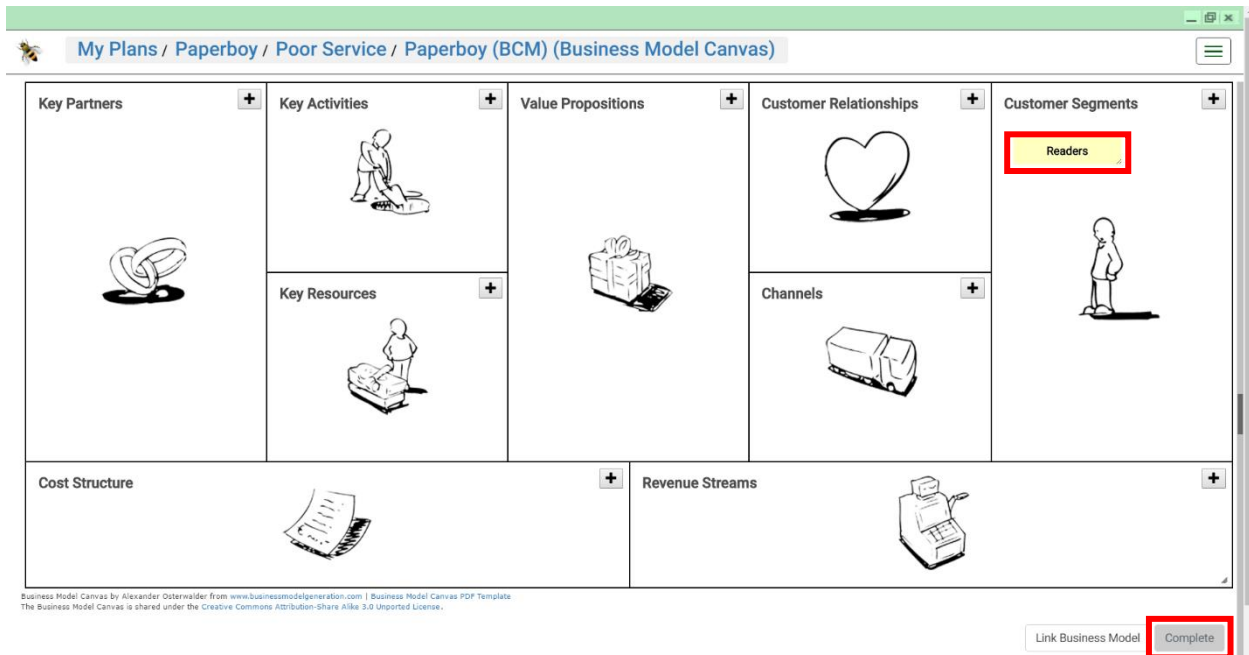 My Plans / Paperboy / Poor Service / Paperboy (BCM) (Business Model Canvas)
Key Partners
Key Activities
Value Propositions
Customer Relationships
Customer Segments
Readers
Key Resources
Channels
Cost Structure
Revenue Streams
Business Model Canvas by Alexander Osterwalder from www.businessmodelgeneration.com | Business Model Canvas PDF Template
The Business Model Canvas is shared under the Creative Commons Attribution-Share Alike 3.0 Unported License.
Link Business Model
Complete